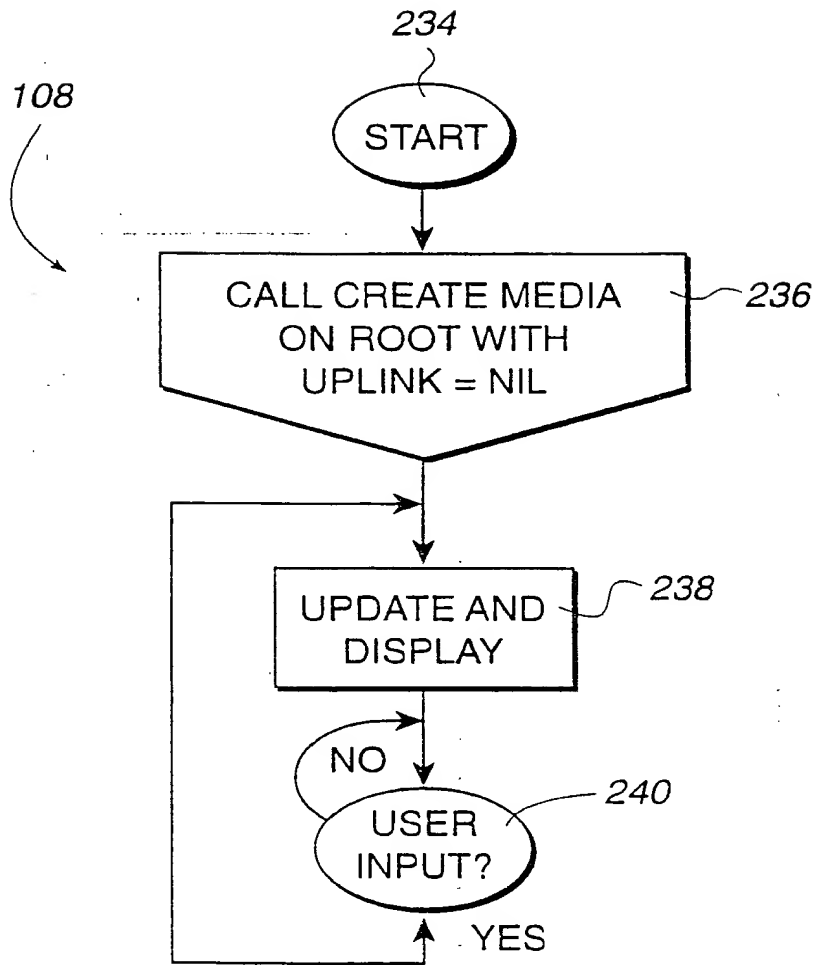 234
108
START
CALL CREATE MEDIA
ON ROOT WITH
UPLINK = NIL
236
UPDATE AND
DISPLAY
238
NO
240
USER
INPUT?
YES